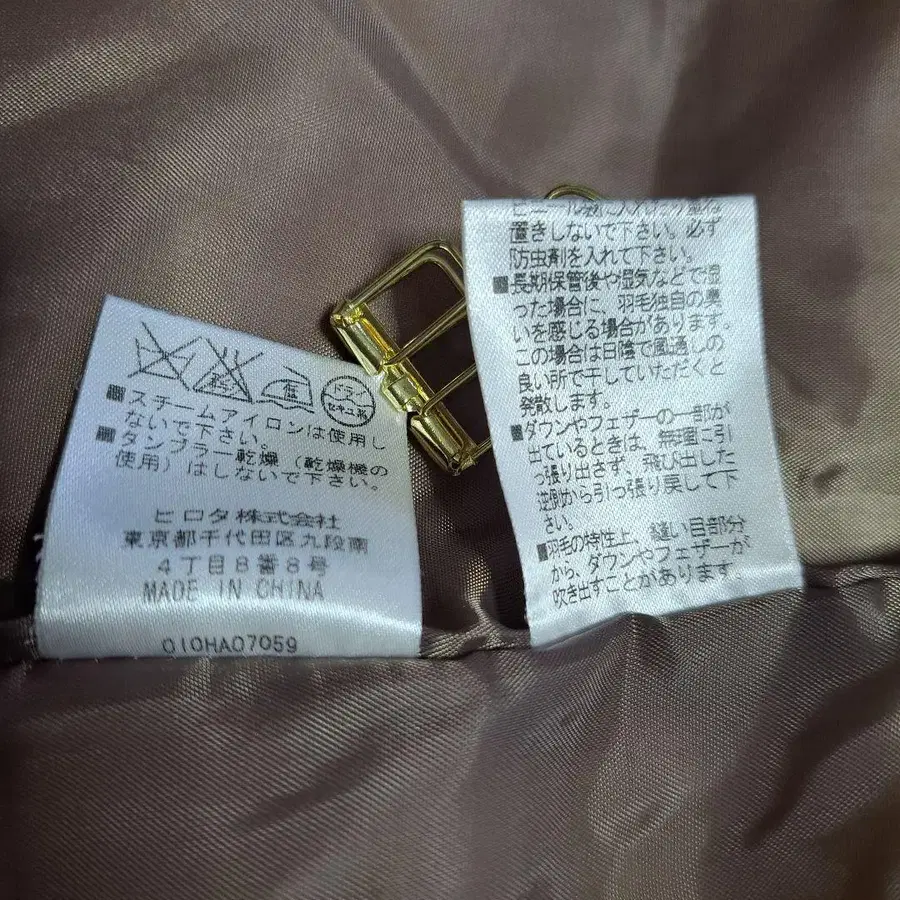 ドライ
セキユ系
■スチームアイロンは使用し
ないで下さい。
■タンブラー乾燥（乾燥機の
使用）はしないで下さい。
ヒロタ株式会社
東京都千代田区九段南
4丁目8番8号
MADE IN CHINA
010HA07059
置きしないで下さい。必ず
防虫剤を入れて下さい。
■長期保管後や湿気などで湿
った場合に、羽毛独自の臭
いを感じる場合があります。
この場合は日陰で風通しの
良い所で干していただくと
発散します。
■ダウンやフェザーの一部が
出ているときは、無理に引
っ張り出さず、飛び出した
逆側から引っ張り戻して下
さい。
■羽毛の特性上、縫い目部分
から、ダウンやフェザーが
吹き出すことがあります。